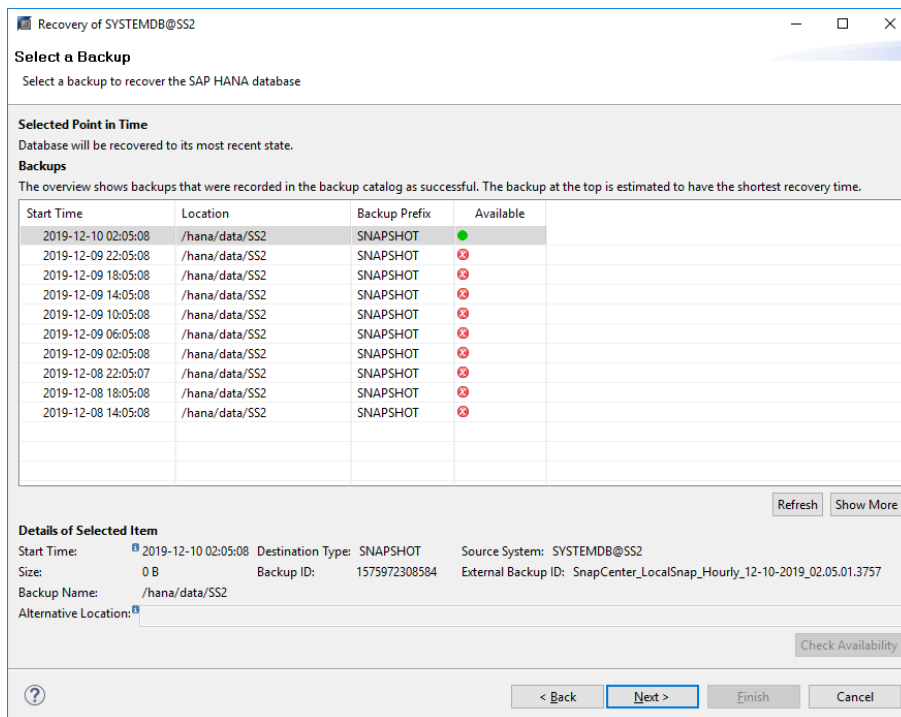 Recovery of SYSTEMDB@SS2
Select a Backup
Select a backup to recover the SAP HANA database
Selected Point in Time
Database will be recovered to its most recent state.
Backups
The overview shows backups that were recorded in the backup catalog as successful. The backup at the top is estimated to have the shortest recovery time.
Start Time Location Backup Prefix Available
2019-12-10 02:05:08 /hana/data/SS2 SNAPSHOT
2019-12-09 22:05:08 /hana/data/SS2 SNAPSHOT
2019-12-09 18:05:08 /hana/data/SS2 SNAPSHOT
2019-12-09 14:05:08 /hana/data/SS2 SNAPSHOT
2019-12-09 10:05:08 /hana/data/SS2 SNAPSHOT
2019-12-09 06:05:08 /hana/data/SS2 SNAPSHOT
2019-12-09 02:05:08 /hana/data/SS2 SNAPSHOT
2019-12-08 22:05:07 /hana/data/SS2 SNAPSHOT
2019-12-08 18:05:08 /hana/data/SS2 SNAPSHOT
2019-12-08 14:05:08 /hana/data/SS2 SNAPSHOT
Refresh Show More
Details of Selected Item
Start Time: 2019-12-10 02:05:08 Destination Type: SNAPSHOT Source System: SYSTEMDB@SS2
Size: 0 B Backup ID: 1575972308584 External Backup ID: SnapCenter_LocalSnap_Hourly_12-10-2019_02.05.01.3757
Backup Name: /hana/data/SS2
Alternative Location:
Check Availability
? < Back Next > Finish Cancel